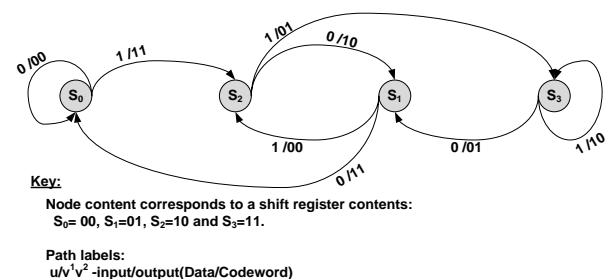 1 /01
0 /00
1 /11
0 /10
S0
S2
S1
S3
1 /00
0 /01
1 /10
0 /11
Key:
Node content corresponds to a shift register contents:
S0= 00, S1=01, S2=10 and S3=11.
Path labels:
u/v¹v² -input/output(Data/Codeword)